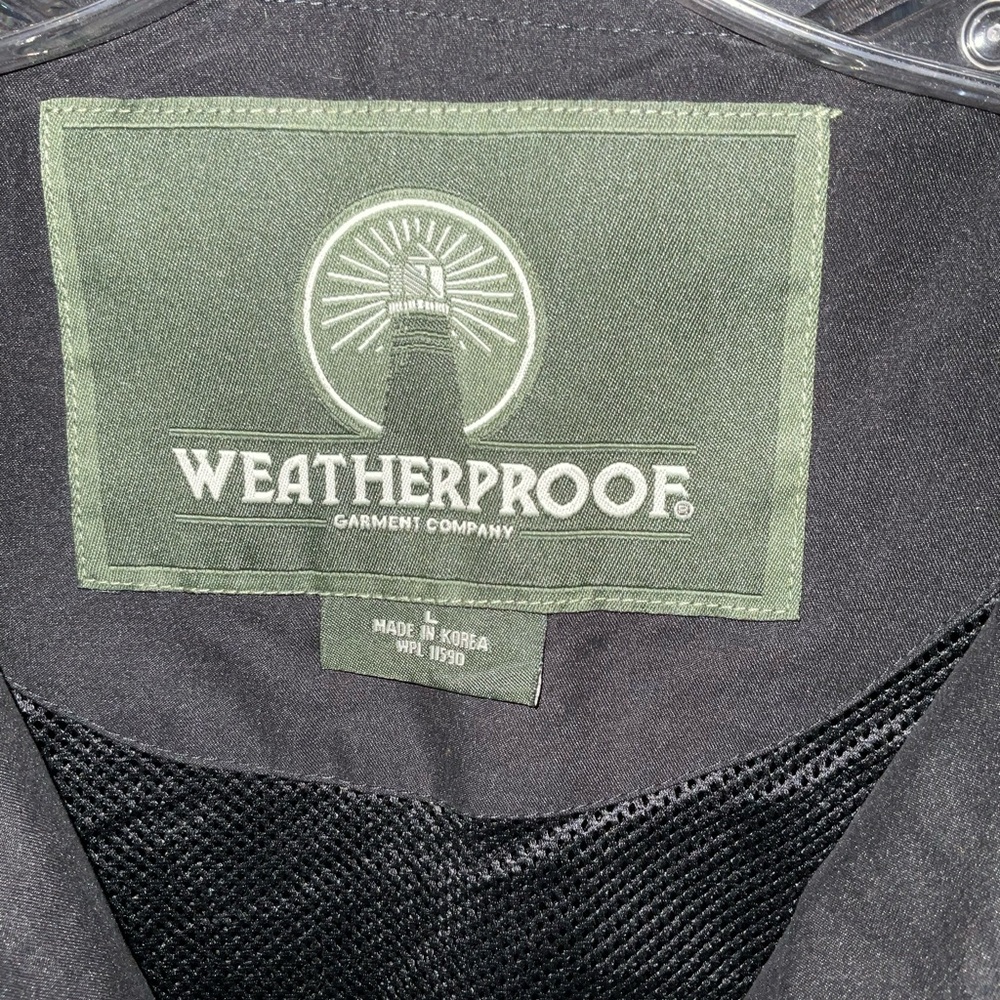 WEATHERPROOF®
GARMENT COMPANY
L
MADE IN KOREA
WPL 11590